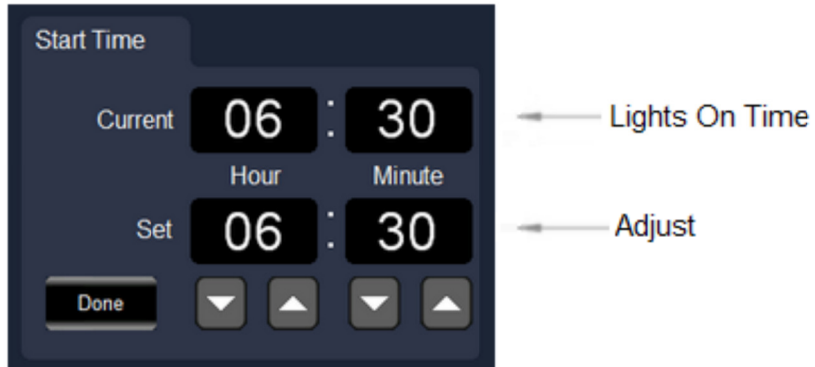 Start Time
Current 06 : 30 Lights On Time
Hour Minute
Set 06 : 30 Adjust
Done